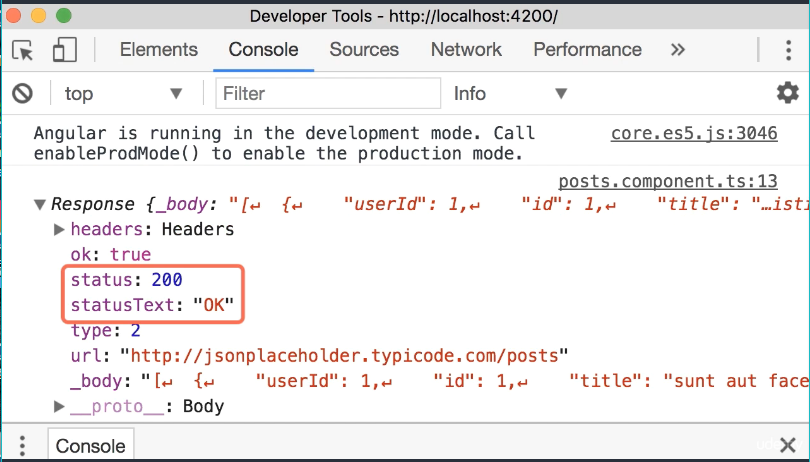 Developer Tools - http://localhost:4200/
Elements Console Sources Network Performance »
top ▼ Filter Info ▼
Angular is running in the development mode. Call core.es5.js:3046
enableProdMode() to enable the production mode.
posts.component.ts:13
▼Response {_body: "[↵ {↵ "userId": 1,↵ "id": 1,↵ "title": "…isti
▶headers: Headers
ok: true
status: 200
statusText: "OK"
type: 2
url: "http://jsonplaceholder.typicode.com/posts"
_body: "[↵ {↵ "userId": 1,↵ "id": 1,↵ "title": "sunt aut face
▶__proto__: Body
Console